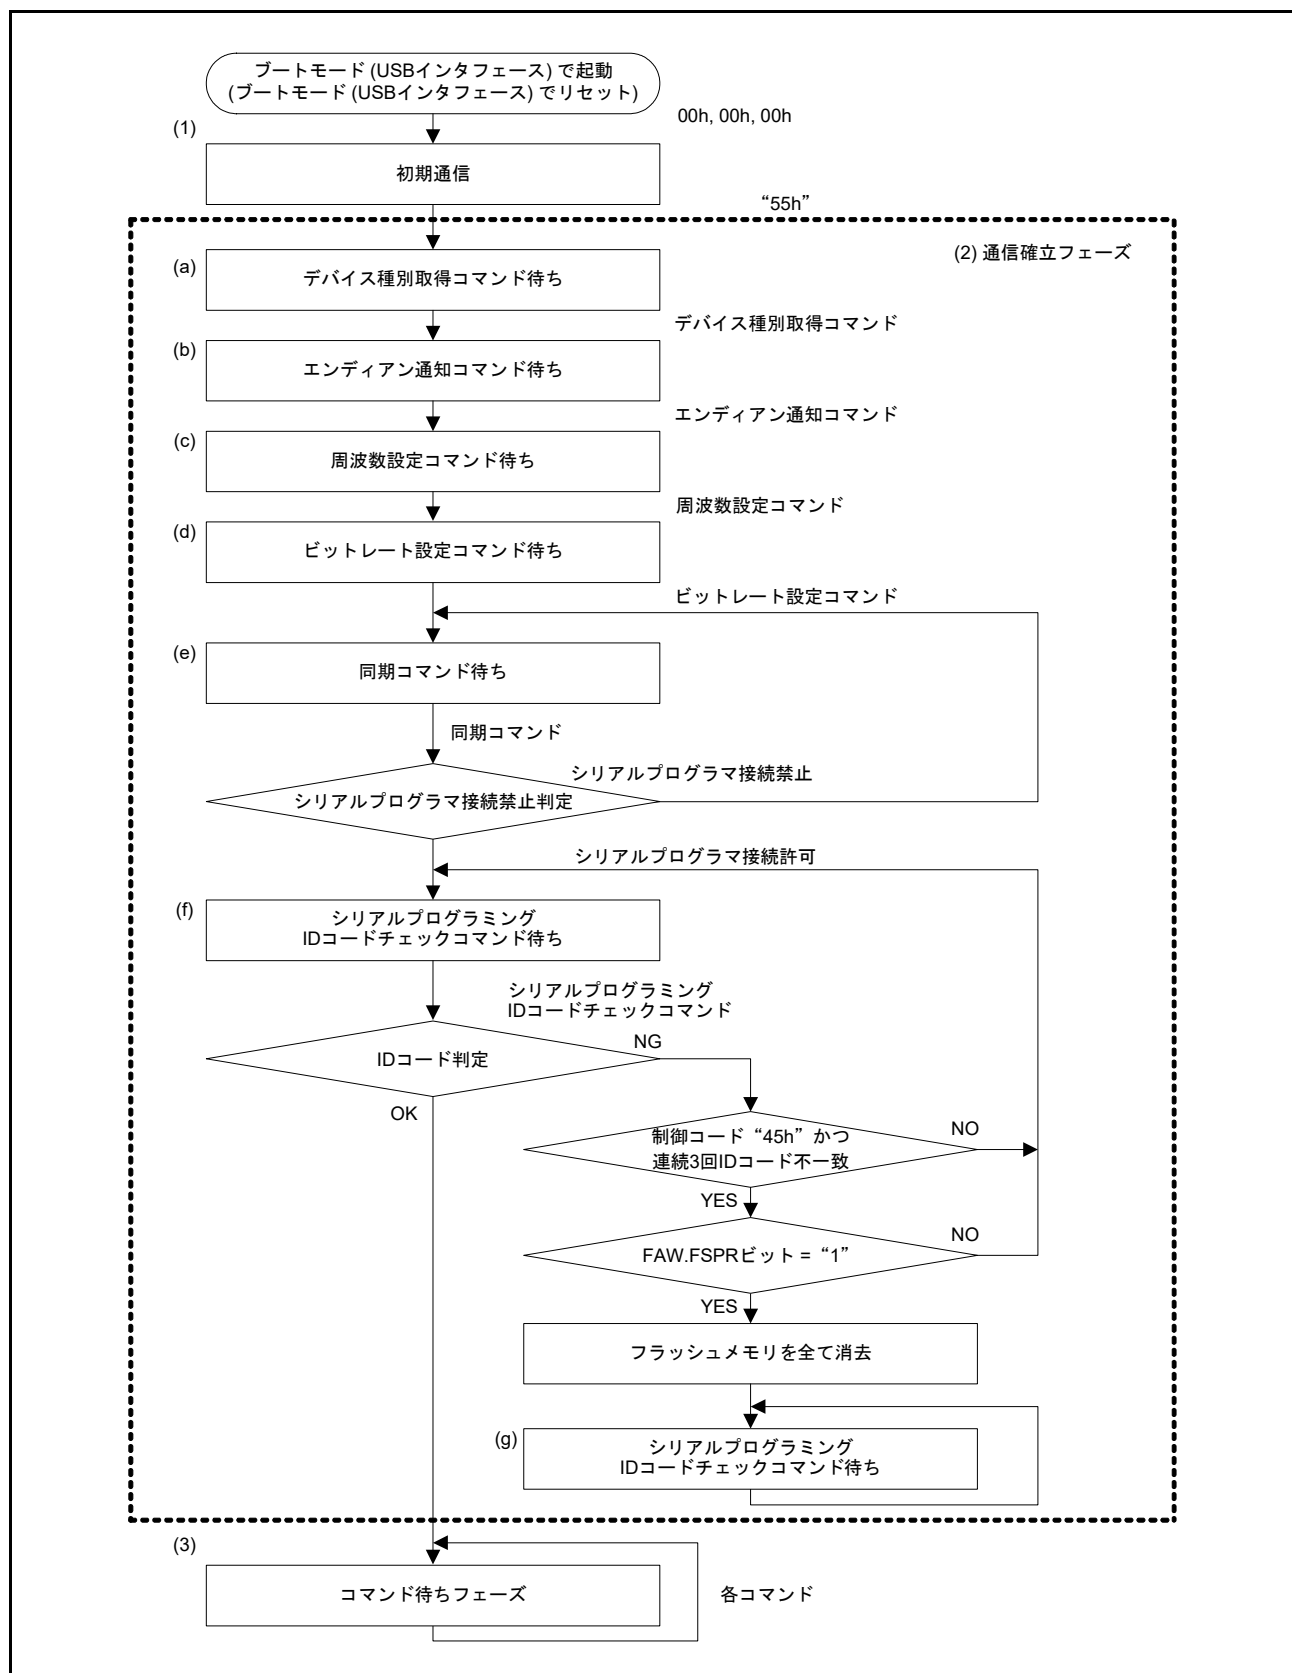 ブートモード (USBインタフェース) で起動
(ブートモード (USBインタフェース) でリセット)
00h, 00h, 00h
(1)
初期通信
“55h”
(2) 通信確立フェーズ
(a)
デバイス種別取得コマンド待ち
デバイス種別取得コマンド
(b)
エンディアン通知コマンド待ち
エンディアン通知コマンド
(c)
周波数設定コマンド待ち
周波数設定コマンド
(d)
ビットレート設定コマンド待ち
ビットレート設定コマンド
(e)
同期コマンド待ち
同期コマンド
シリアルプログラマ接続禁止
シリアルプログラマ接続禁止判定
シリアルプログラマ接続許可
(f)
シリアルプログラミング
IDコードチェックコマンド待ち
シリアルプログラミング
IDコードチェックコマンド
NG
IDコード判定
OK
制御コード“45h”かつ
連続3回IDコード不一致
NO
YES
FAW.FSPRビット = “1”
NO
YES
フラッシュメモリを全て消去
(g)
シリアルプログラミング
IDコードチェックコマンド待ち
(3)
コマンド待ちフェーズ
各コマンド